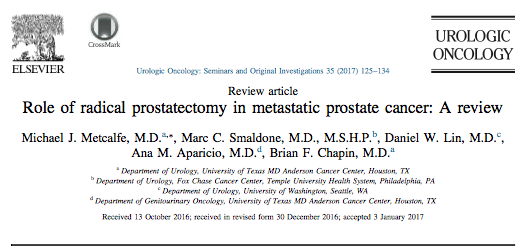 ELSEVIER
CrossMark
UROLOGIC
ONCOLOGY
Urologic Oncology: Seminars and Original Investigations 35 (2017) 125–134
Review article
Role of radical prostatectomy in metastatic prostate cancer: A review
Michael J. Metcalfe, M.D.a,*, Marc C. Smaldone, M.D., M.S.H.P.b, Daniel W. Lin, M.D.c,
Ana M. Aparicio, M.D.d, Brian F. Chapin, M.D.a
a Department of Urology, University of Texas MD Anderson Cancer Center, Houston, TX
b Department of Urology, Fox Chase Cancer Center, Temple University Health System, Philadelphia, PA
c Department of Urology, University of Washington, Seattle, WA
d Department of Genitourinary Oncology, University of Texas MD Anderson Cancer Center, Houston, TX
Received 13 October 2016; received in revised form 30 December 2016; accepted 3 January 2017